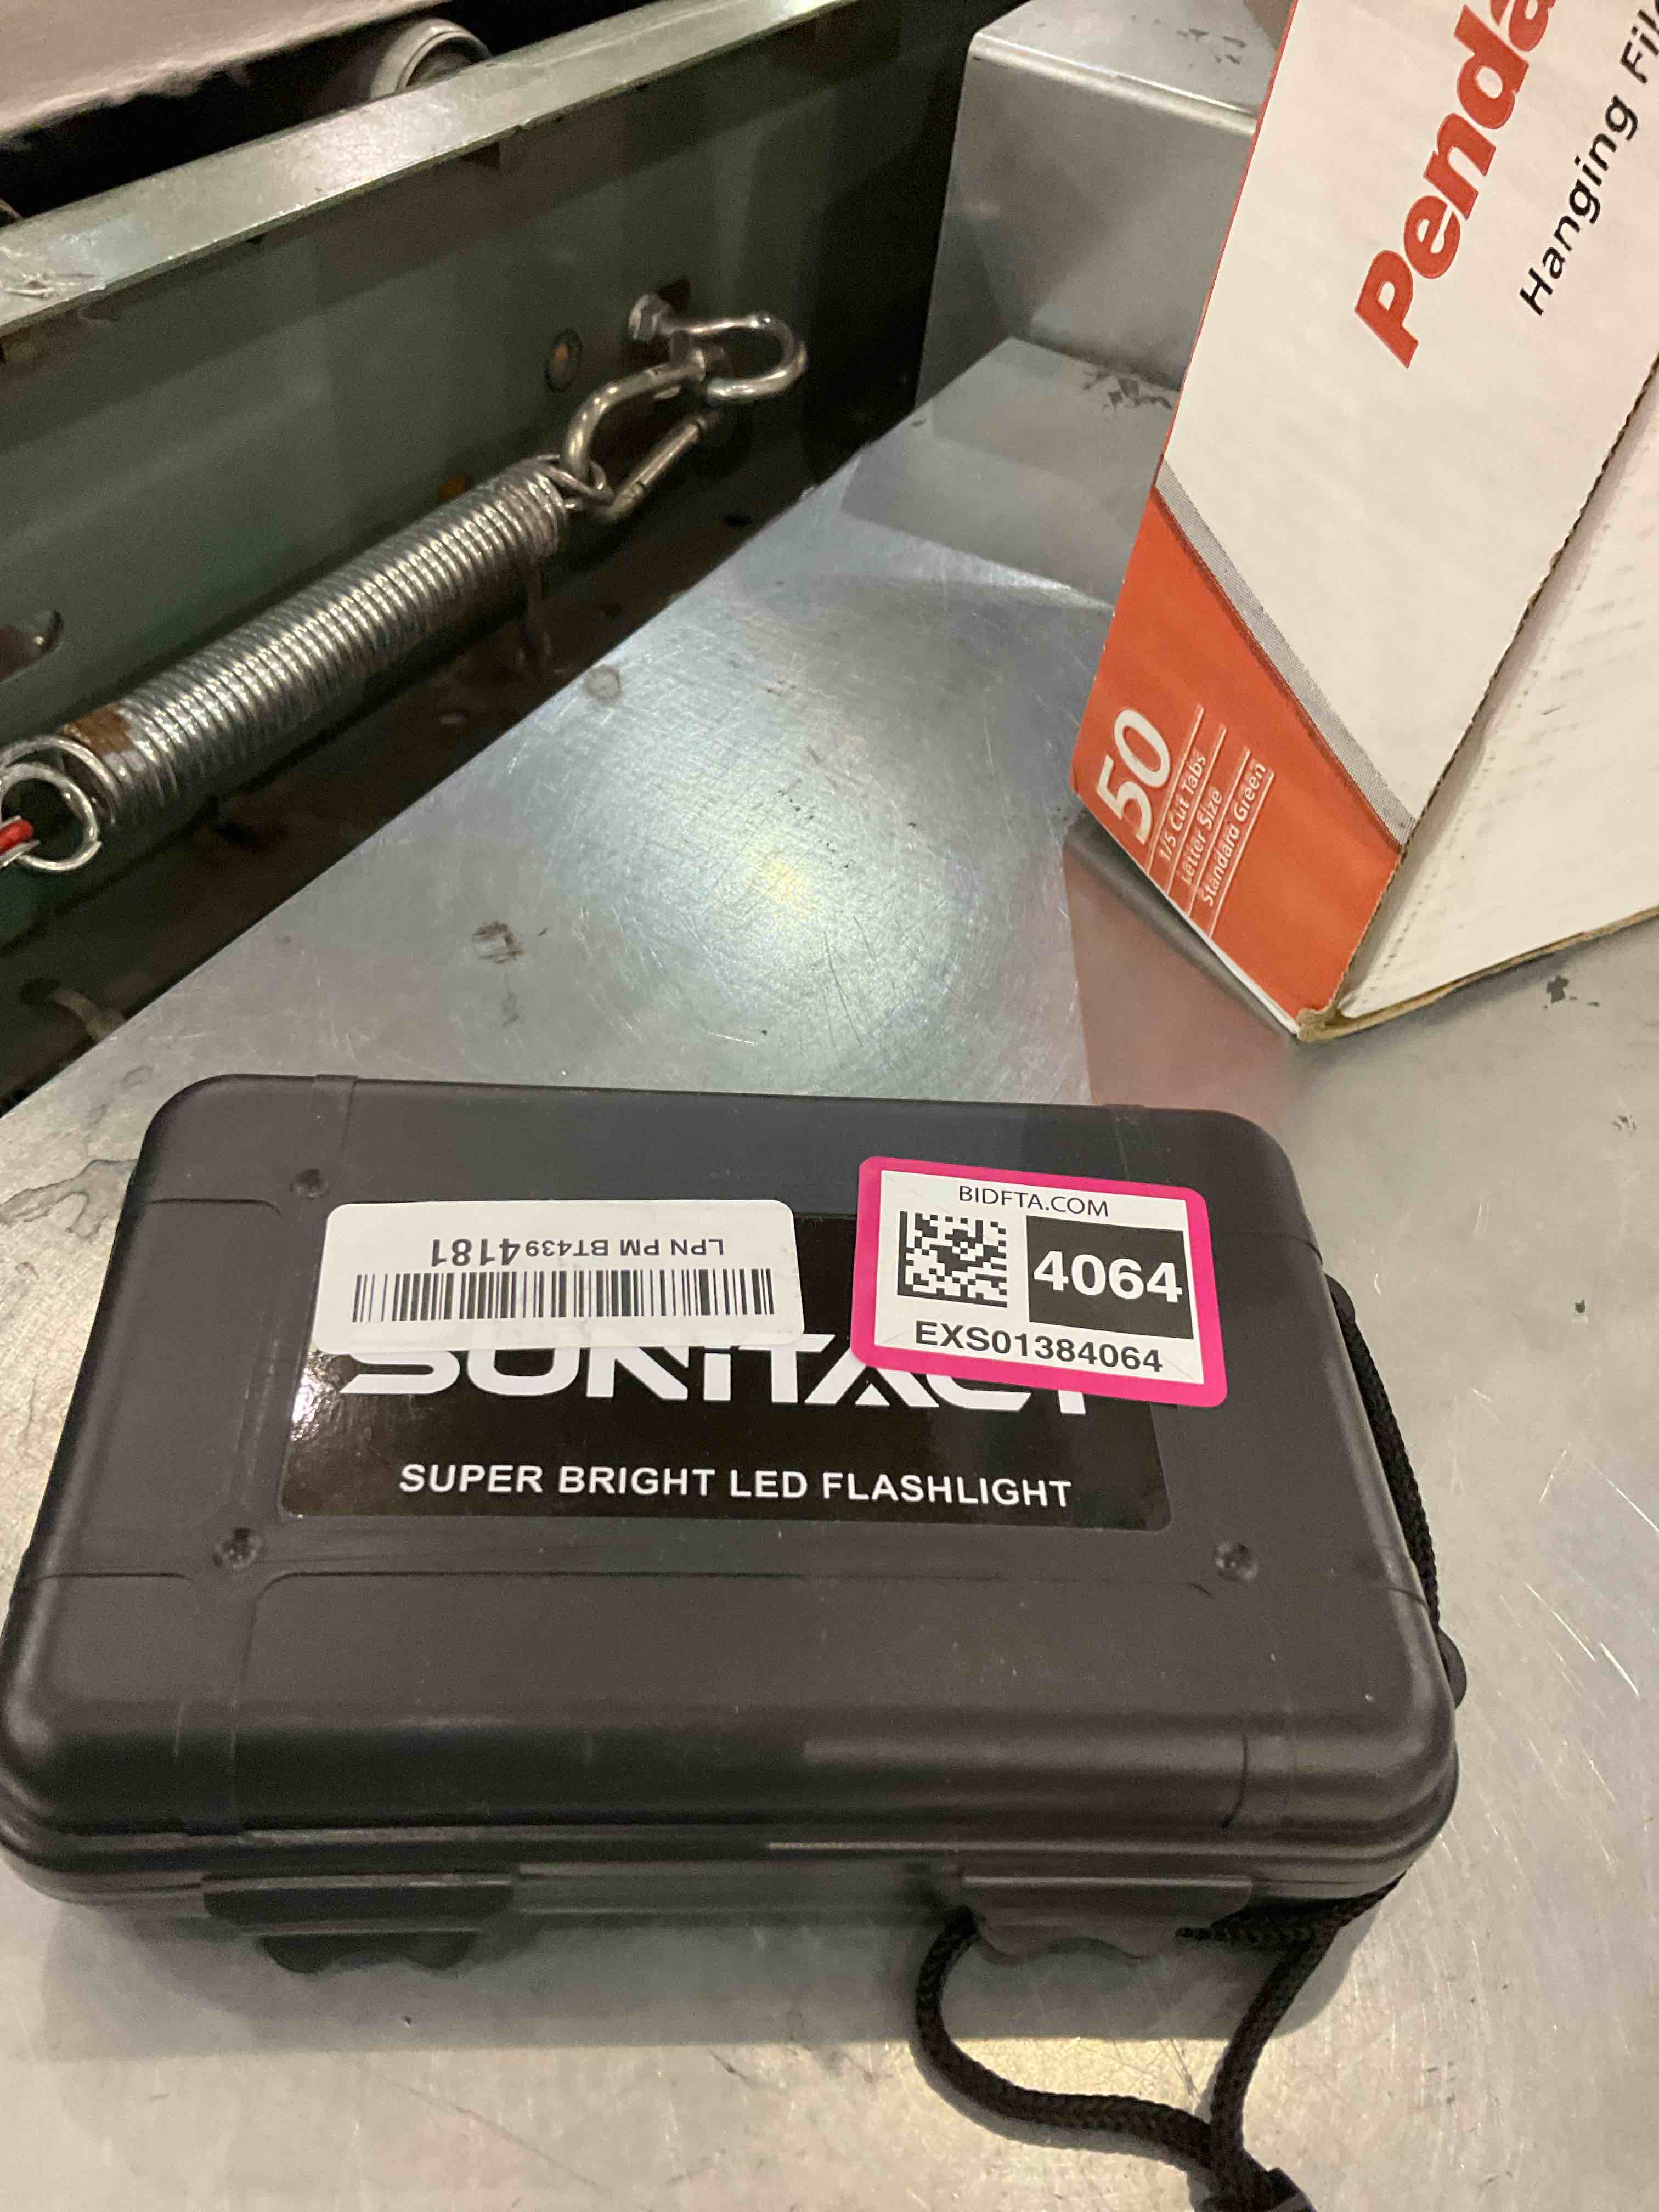 Penda
Hanging Fil
50
1/5 Cut Tabs
Letter Size
Standard Green
LPN PM BT4394181
BIDFTA.COM
4064
EXS01384064
SUNITACT
SUPER BRIGHT LED FLASHLIGHT